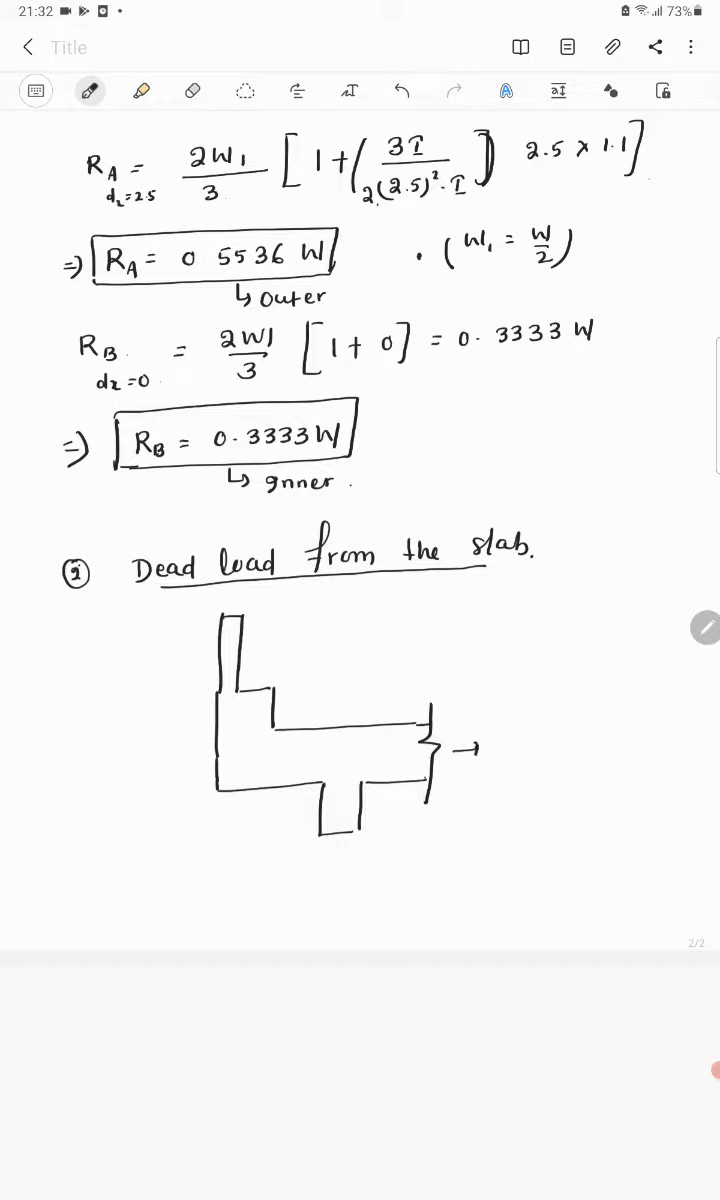 21:32 73%
Title
R_A = 2W₁/3 [1 + (3I / 2(2.5)²·I)] 2.5 × 1.1]
d₂=2.5
⇒ R_A = 0 5536 W . (W₁ = W/2)
↳ outer
R_B = 2W1/3 [1 + 0] = 0.3333 W
d₂=0
⇒ R_B = 0.3333W
↳ gnner.
② Dead load from the slab.
2/2